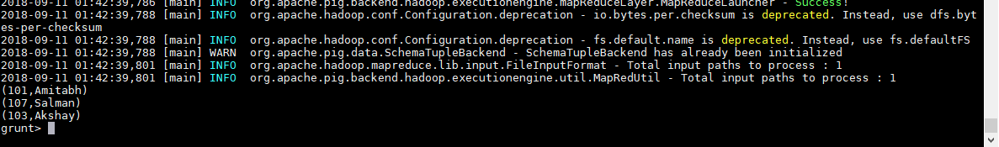 2018-09-11 01:42:39,786 [main] INFO  org.apache.pig.backend.hadoop.executionengine.mapReduceLayer.MapReduceLauncher - Success!
2018-09-11 01:42:39,788 [main] INFO  org.apache.hadoop.conf.Configuration.deprecation - io.bytes.per.checksum is deprecated. Instead, use dfs.byt
es-per-checksum
2018-09-11 01:42:39,788 [main] INFO  org.apache.hadoop.conf.Configuration.deprecation - fs.default.name is deprecated. Instead, use fs.defaultFS
2018-09-11 01:42:39,788 [main] WARN  org.apache.pig.data.SchemaTupleBackend - SchemaTupleBackend has already been initialized
2018-09-11 01:42:39,801 [main] INFO  org.apache.hadoop.mapreduce.lib.input.FileInputFormat - Total input paths to process : 1
2018-09-11 01:42:39,801 [main] INFO  org.apache.pig.backend.hadoop.executionengine.util.MapRedUtil - Total input paths to process : 1
(101,Amitabh)
(107,Salman)
(103,Akshay)
grunt>